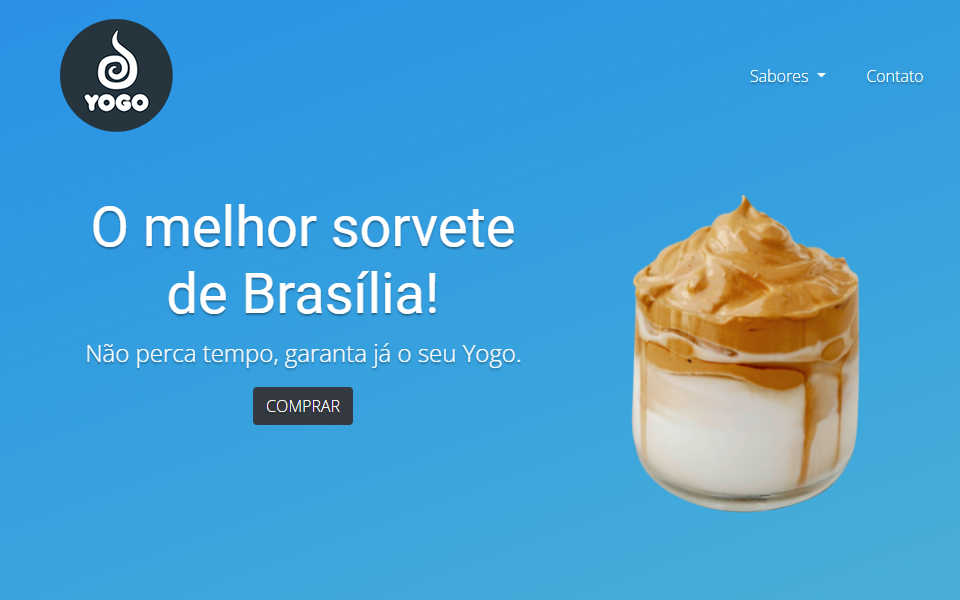 YOGO
Sabores
Contato
O melhor sorvete
de Brasília!
Não perca tempo, garanta já o seu Yogo.
COMPRAR